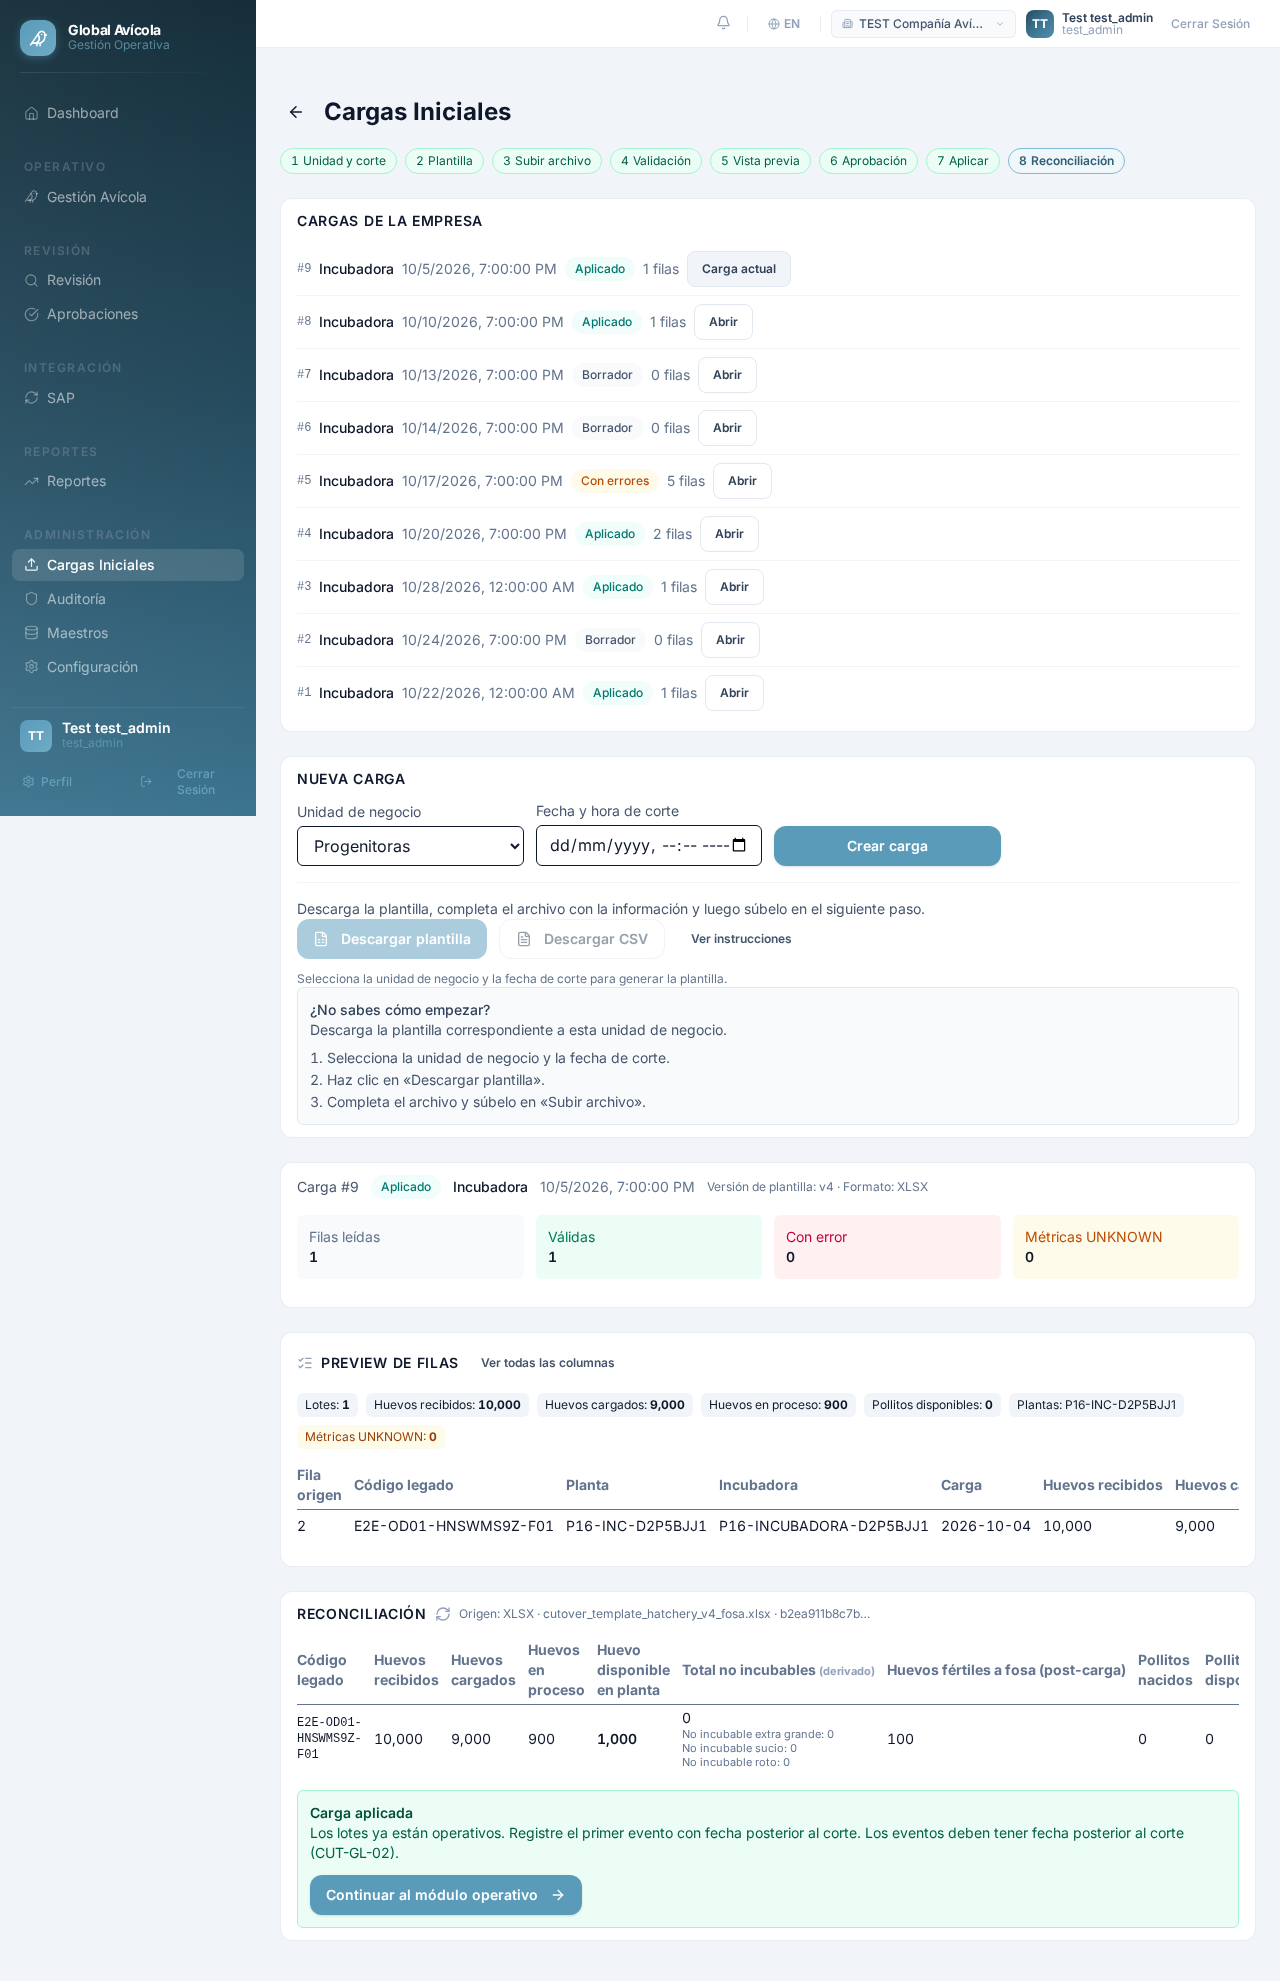 Global Avícola
Gestión Operativa
EN
TEST Compañía Aví...
TT
Test test_admin
test_admin
Cerrar Sesión
Dashboard
OPERATIVO
Gestión Avícola
REVISIÓN
Revisión
Aprobaciones
INTEGRACIÓN
SAP
REPORTES
Reportes
ADMINISTRACIÓN
Cargas Iniciales
Auditoría
Maestros
Configuración
TT
Test test_admin
test_admin
Perfil
Cerrar
Sesión
Cargas Iniciales
1 Unidad y corte
2 Plantilla
3 Subir archivo
4 Validación
5 Vista previa
6 Aprobación
7 Aplicar
8 Reconciliación
CARGAS DE LA EMPRESA
#9 Incubadora 10/5/2026, 7:00:00 PM Aplicado 1 filas Carga actual
#8 Incubadora 10/10/2026, 7:00:00 PM Aplicado 1 filas Abrir
#7 Incubadora 10/13/2026, 7:00:00 PM Borrador 0 filas Abrir
#6 Incubadora 10/14/2026, 7:00:00 PM Borrador 0 filas Abrir
#5 Incubadora 10/17/2026, 7:00:00 PM Con errores 5 filas Abrir
#4 Incubadora 10/20/2026, 7:00:00 PM Aplicado 2 filas Abrir
#3 Incubadora 10/28/2026, 12:00:00 AM Aplicado 1 filas Abrir
#2 Incubadora 10/24/2026, 7:00:00 PM Borrador 0 filas Abrir
#1 Incubadora 10/22/2026, 12:00:00 AM Aplicado 1 filas Abrir
NUEVA CARGA
Unidad de negocio
Fecha y hora de corte
Progenitoras
dd/mm/yyyy, --:-- ----
Crear carga
Descarga la plantilla, completa el archivo con la información y luego súbelo en el siguiente paso.
Descargar plantilla
Descargar CSV
Ver instrucciones
Selecciona la unidad de negocio y la fecha de corte para generar la plantilla.
¿No sabes cómo empezar?
Descarga la plantilla correspondiente a esta unidad de negocio.
1. Selecciona la unidad de negocio y la fecha de corte.
2. Haz clic en «Descargar plantilla».
3. Completa el archivo y súbelo en «Subir archivo».
Carga #9 Aplicado Incubadora 10/5/2026, 7:00:00 PM Versión de plantilla: v4 · Formato: XLSX
Filas leídas
1
Válidas
1
Con error
0
Métricas UNKNOWN
0
PREVIEW DE FILAS
Ver todas las columnas
Lotes: 1
Huevos recibidos: 10,000
Huevos cargados: 9,000
Huevos en proceso: 900
Pollitos disponibles: 0
Plantas: P16-INC-D2P5BJJ1
Métricas UNKNOWN: 0
Fila
origen
Código legado
Planta
Incubadora
Carga
Huevos recibidos
Huevos ca
2 E2E-OD01-HNSWMS9Z-F01 P16-INC-D2P5BJJ1 P16-INCUBADORA-D2P5BJJ1 2026-10-04 10,000 9,000
RECONCILIACIÓN
Origen: XLSX · cutover_template_hatchery_v4_fosa.xlsx · b2ea911b8c7b...
Código
legado
Huevos
recibidos
Huevos
cargados
Huevos
en
proceso
Huevo
disponible
en planta
Total no incubables (derivado)
Huevos fértiles a fosa (post-carga)
Pollitos
nacidos
Pollit
dispo
E2E-OD01-
HNSWMS9Z-
F01
10,000
9,000
900
1,000
0
No incubable extra grande: 0
No incubable sucio: 0
No incubable roto: 0
100
0
0
Carga aplicada
Los lotes ya están operativos. Registre el primer evento con fecha posterior al corte. Los eventos deben tener fecha posterior al corte
(CUT-GL-02).
Continuar al módulo operativo